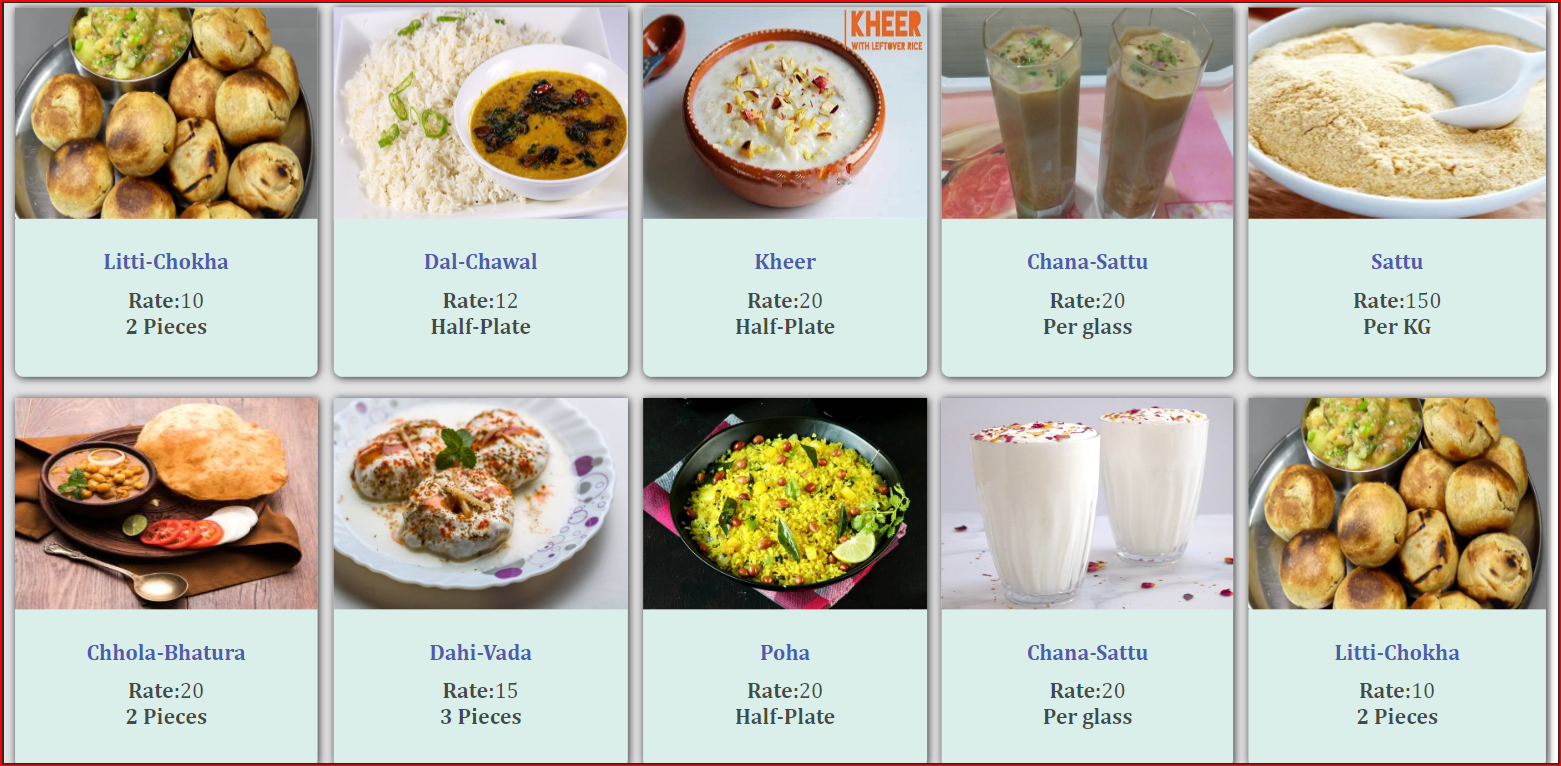 KHEER
WITH LEFTOVER RICE
Litti-Chokha
Rate:10
2 Pieces
Dal-Chawal
Rate:12
Half-Plate
Kheer
Rate:20
Half-Plate
Chana-Sattu
Rate:20
Per glass
Sattu
Rate:150
Per KG
Chhola-Bhatura
Rate:20
2 Pieces
Dahi-Vada
Rate:15
3 Pieces
Poha
Rate:20
Half-Plate
Chana-Sattu
Rate:20
Per glass
Litti-Chokha
Rate:10
2 Pieces